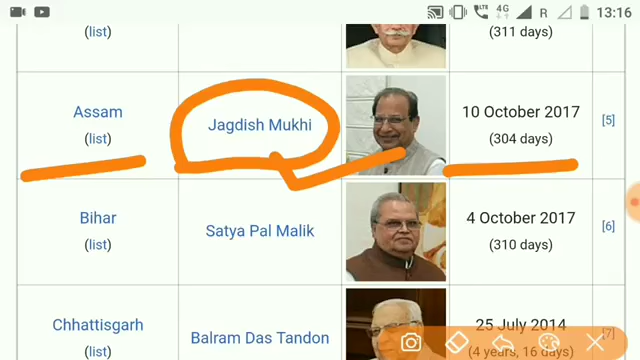 4G R 13:16
LTE
(list) (311 days)
Assam
(list)
Jagdish Mukhi
10 October 2017
(304 days)
[5]
Bihar
(list)
Satya Pal Malik
4 October 2017
(310 days)
[6]
Chhattisgarh
(list)
Balram Das Tandon
25 July 2014
(4 years, 16 days)
[7]